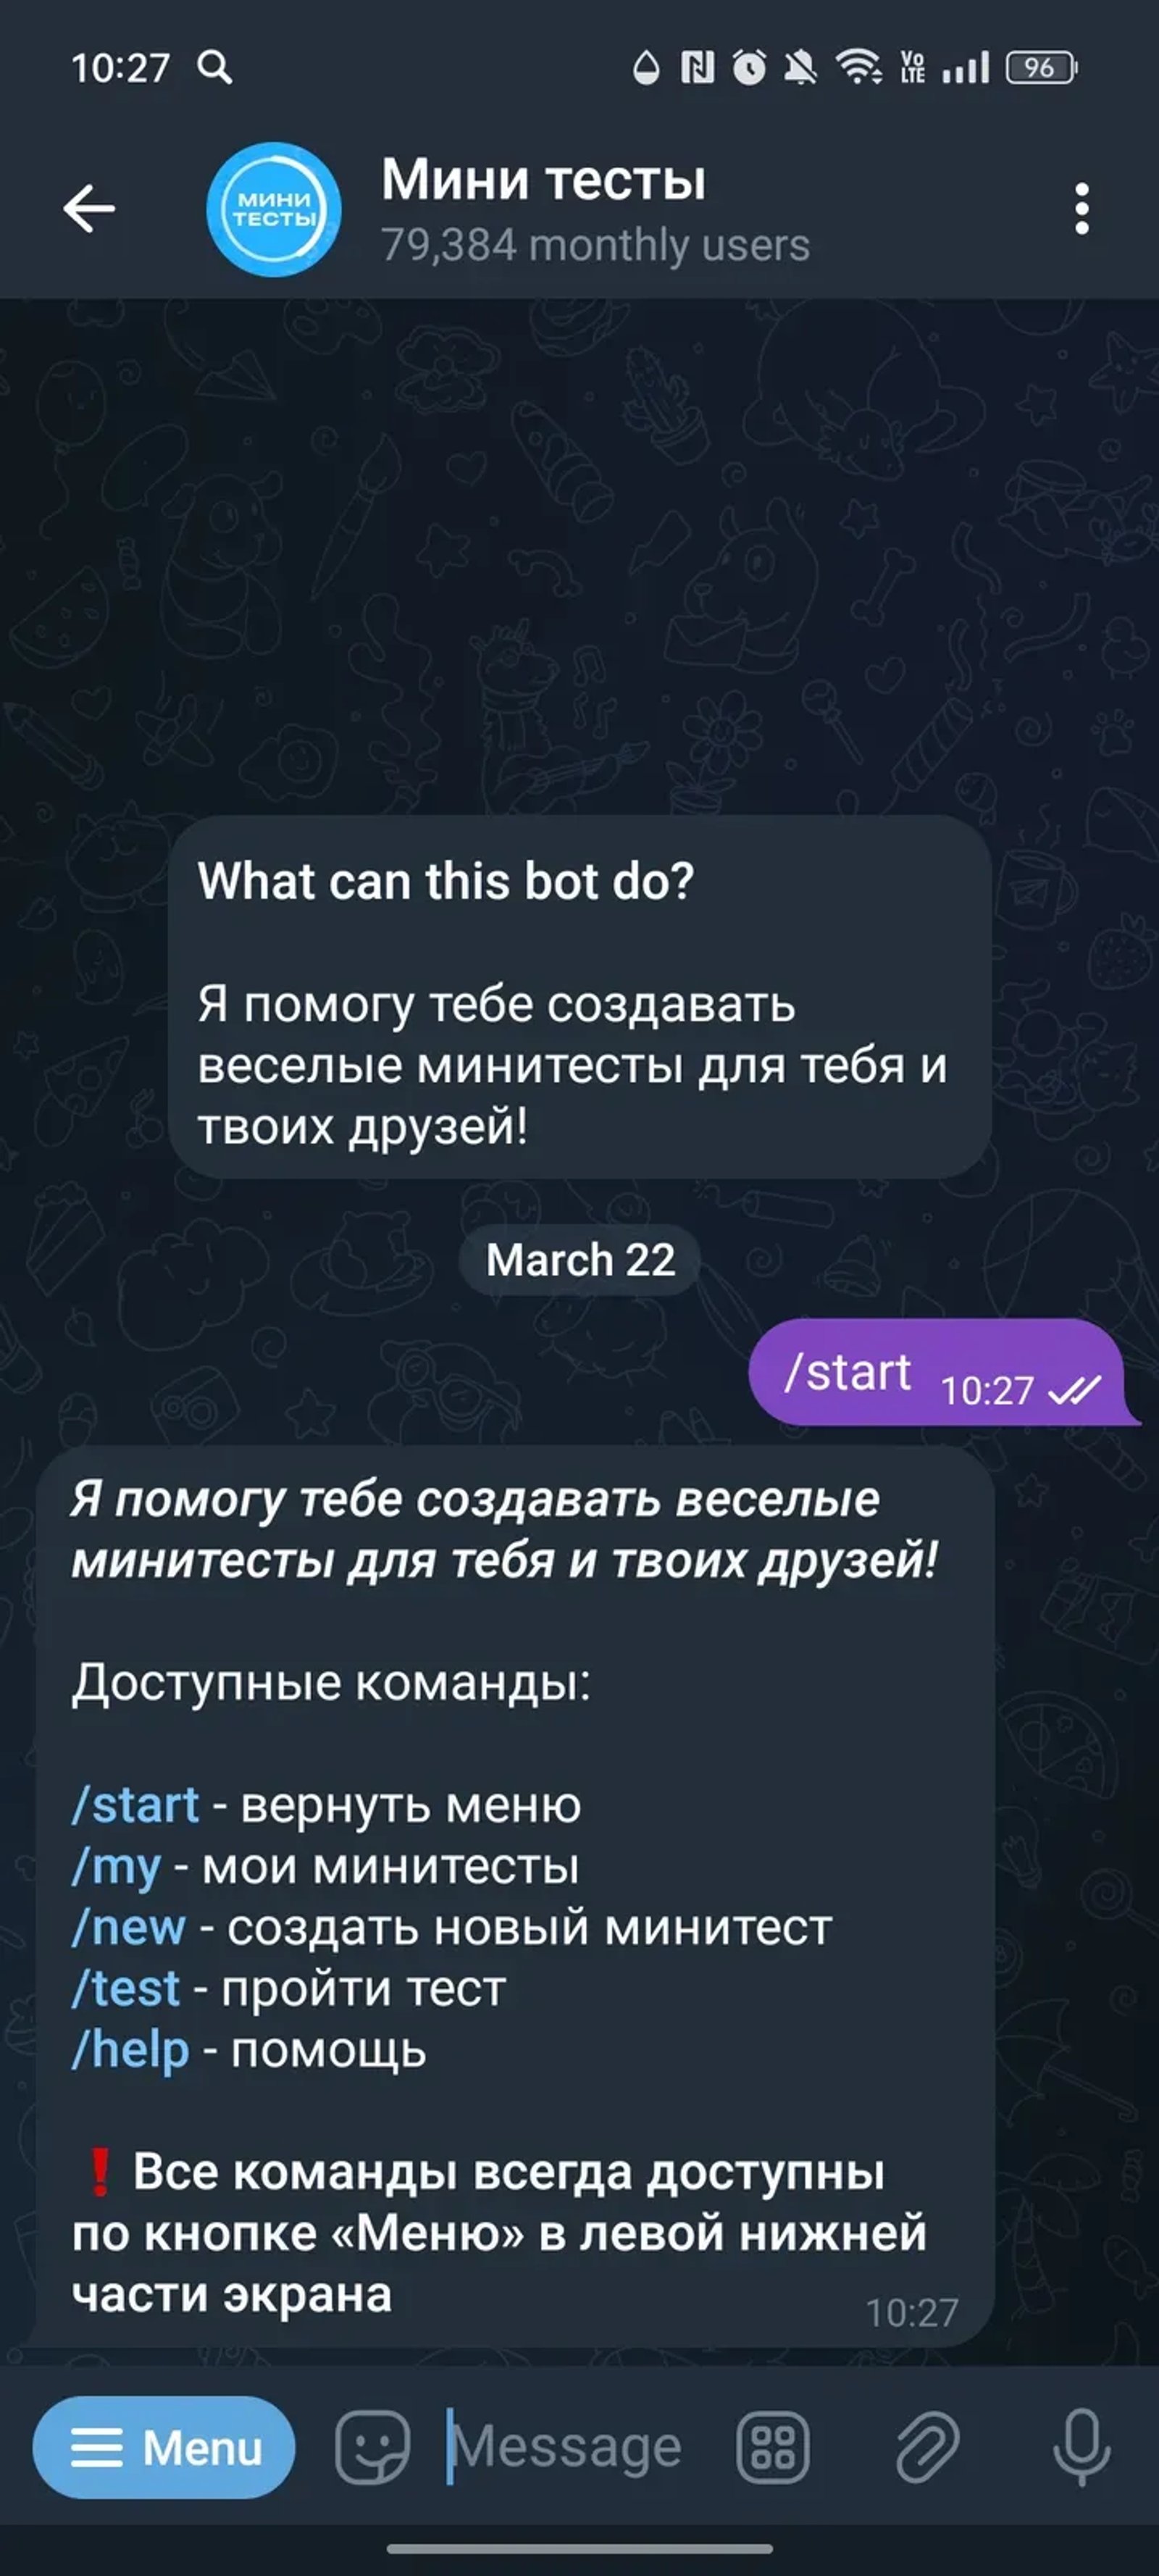 10:27
Vo
LTE
96
МИНИ
ТЕСТЫ
Мини тесты
79,384 monthly users
What can this bot do?
Я помогу тебе создавать
веселые минитесты для тебя и
твоих друзей!
March 22
/start 10:27
Я помогу тебе создавать веселые
минитесты для тебя и твоих друзей!
Доступные команды:
/start - вернуть меню
/my - мои минитесты
/new - создать новый минитест
/test - пройти тест
/help - помощь
❗ Все команды всегда доступны
по кнопке «Меню» в левой нижней
части экрана
10:27
Menu
Message